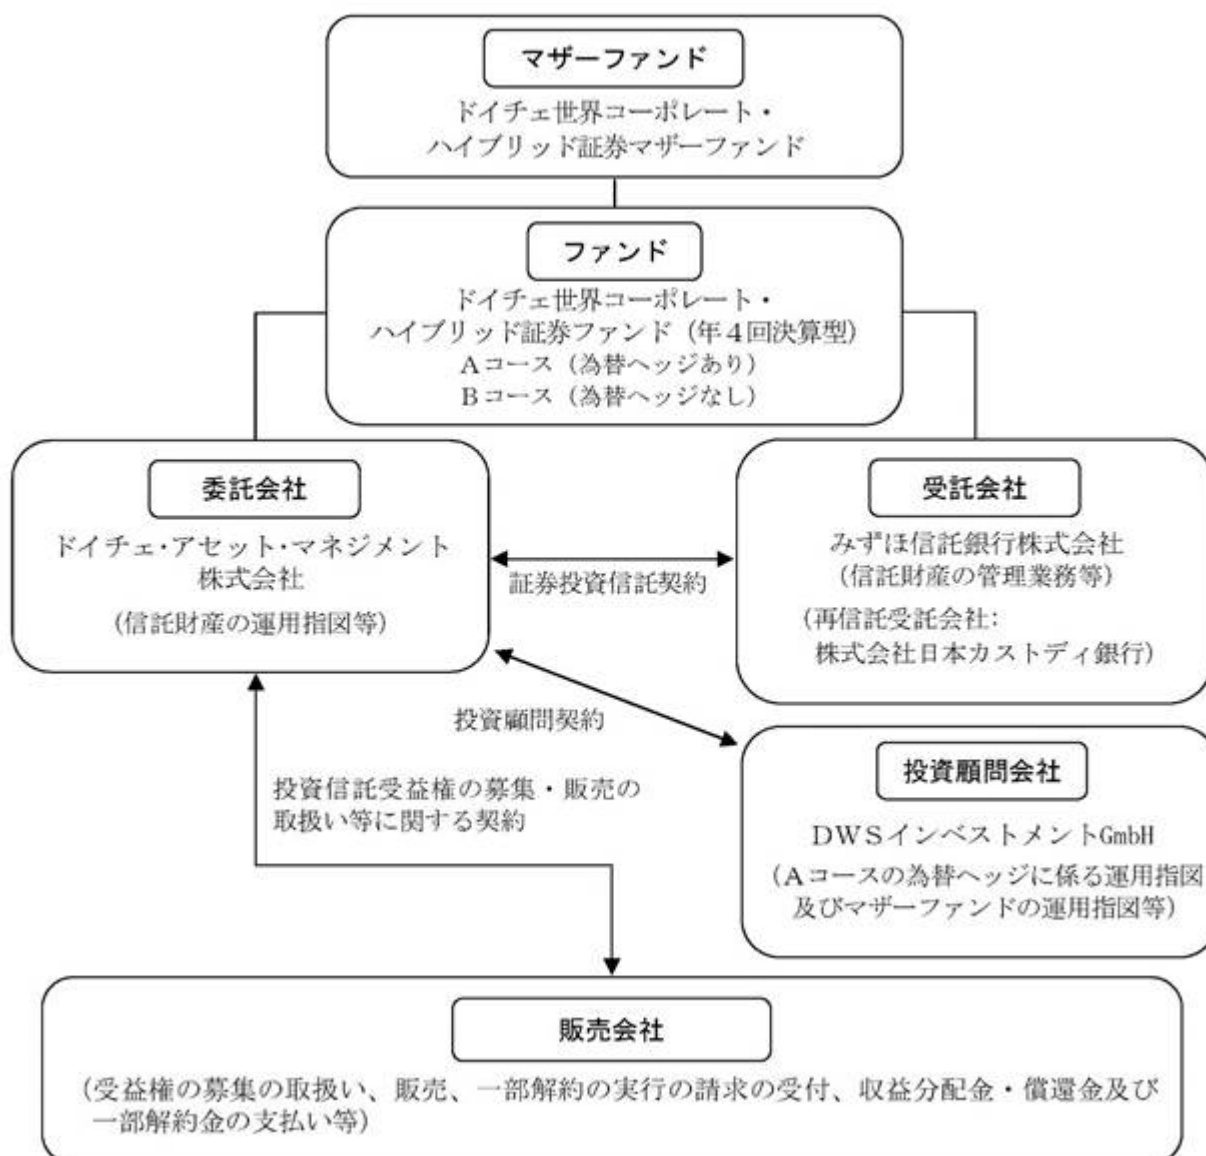 マザーファンド
ドイチェ世界コーポレート・
ハイブリッド証券マザーファンド
ファンド
ドイチェ世界コーポレート・
ハイブリッド証券ファンド（年４回決算型）
Ａコース（為替ヘッジあり）
Ｂコース（為替ヘッジなし）
委託会社
ドイチェ・アセット・マネジメント
株式会社
（信託財産の運用指図等）
証券投資信託契約
受託会社
みずほ信託銀行株式会社
（信託財産の管理業務等）
（再信託受託会社：
株式会社日本カストディ銀行）
投資顧問契約
投資顧問会社
ＤＷＳインベストメントGmbH
（Ａコースの為替ヘッジに係る運用指図
及びマザーファンドの運用指図等）
投資信託受益権の募集・販売の
取扱い等に関する契約
販売会社
（受益権の募集の取扱い、販売、一部解約の実行の請求の受付、収益分配金・償還金及び
一部解約金の支払い等）